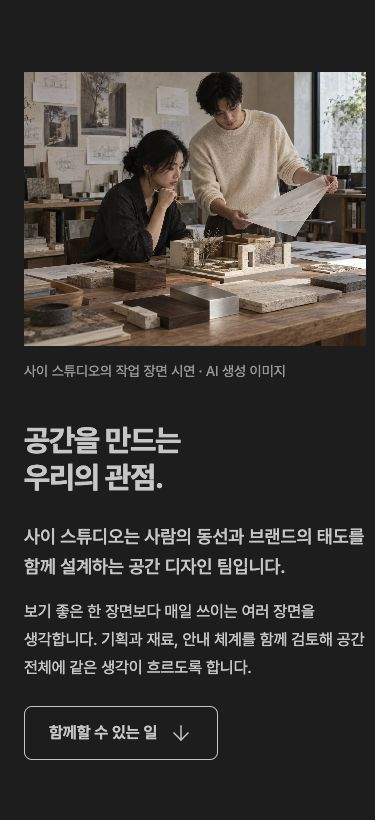 사이 스튜디오의 작업 장면 시연 · AI 생성 이미지
공간을 만드는
우리의 관점.
사이 스튜디오는 사람의 동선과 브랜드의 태도를
함께 설계하는 공간 디자인 팀입니다.
보기 좋은 한 장면보다 매일 쓰이는 여러 장면을
생각합니다. 기획과 재료, 안내 체계를 함께 검토해 공간
전체에 같은 생각이 흐르도록 합니다.
함께할 수 있는 일 ↓